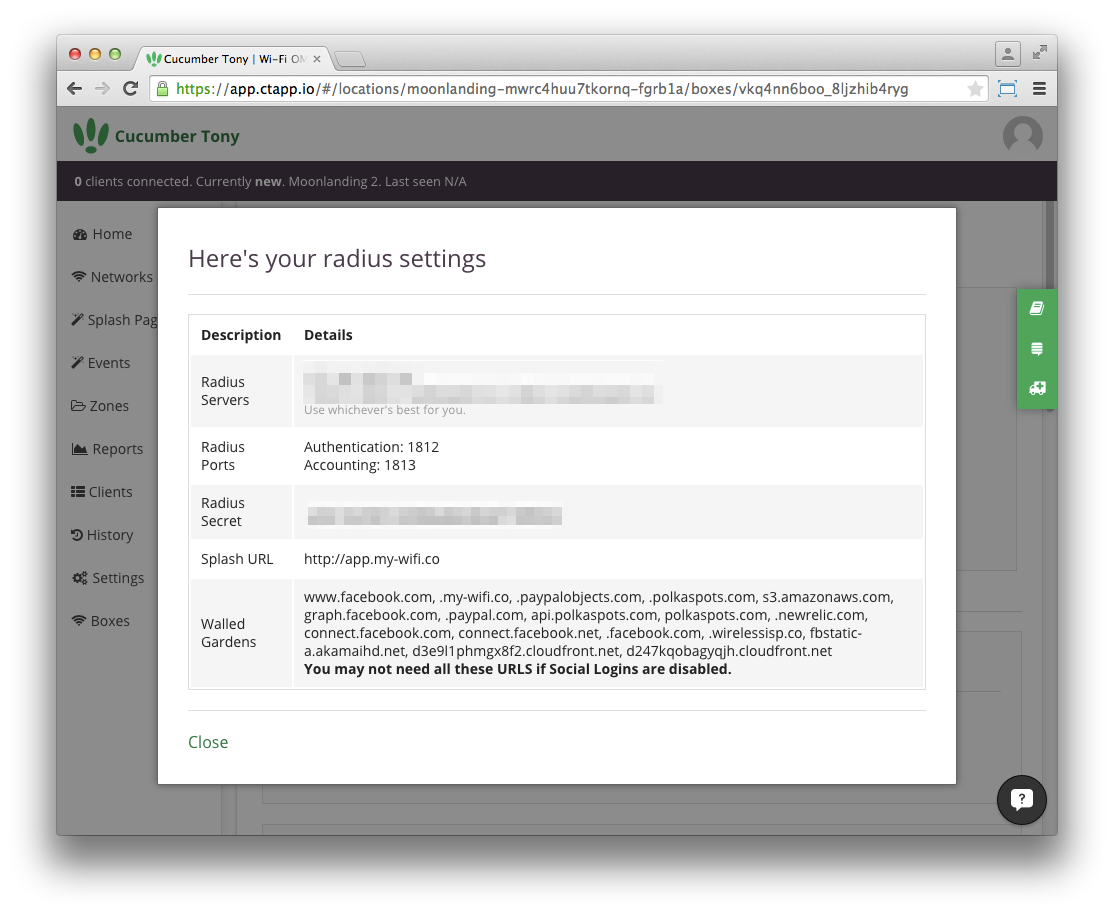 Cucumber Tony | Wi-Fi ON
https://app.ctapp.io/#/locations/moonlanding-mwrc4huu7tkornq-fgrb1a/boxes/vkq4nn6boo_8ljzhib4ryg
Cucumber Tony
0 clients connected. Currently new. Moonlanding 2. Last seen N/A
Home
Networks
Splash Pag
Events
Zones
Reports
Clients
History
Settings
Boxes
Here's your radius settings
Description Details
Radius
Servers
Use whichever's best for you.
Radius
Ports
Authentication: 1812
Accounting: 1813
Radius
Secret
Splash URL http://app.my-wifi.co
Walled
Gardens
www.facebook.com, .my-wifi.co, .paypalobjects.com, .polkaspots.com, s3.amazonaws.com,
graph.facebook.com, .paypal.com, api.polkaspots.com, polkaspots.com, .newrelic.com,
connect.facebook.com, connect.facebook.net, .facebook.com, .wirelessisp.co, fbstatic-
a.akamaihd.net, d3e9l1phmgx8f2.cloudfront.net, d247kqobagyqjh.cloudfront.net
You may not need all these URLs if Social Logins are disabled.
Close